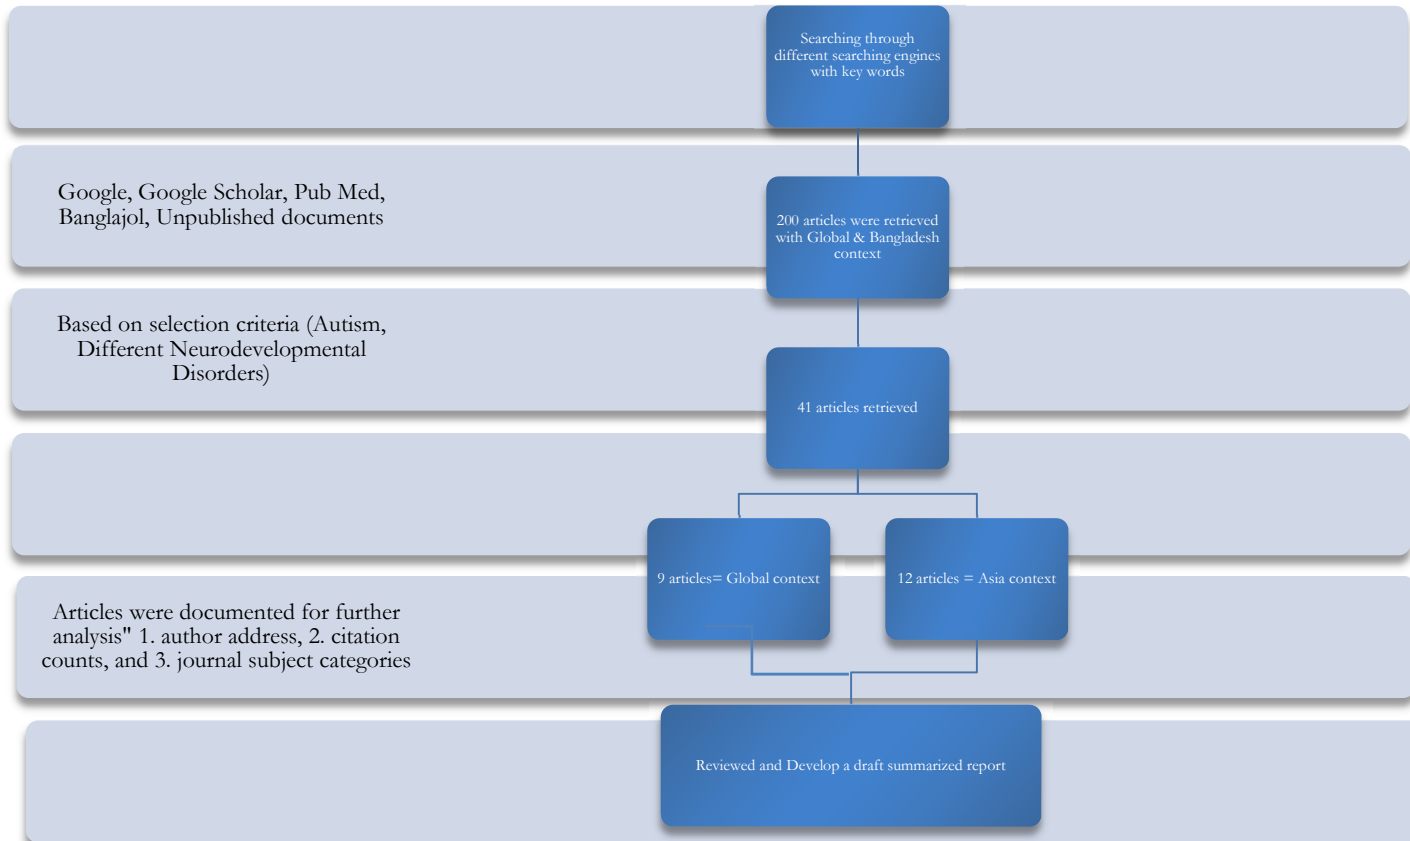 Searching through
different searching engines
with key words
Google, Google Scholar, Pub Med,
Banglajol, Unpublished documents
200 articles were retrieved
with Global & Bangladesh
context
Based on selection criteria (Autism,
Different Neurodevelopmental
Disorders)
41 articles retrieved
9 articles= Global context
12 articles = Asia context
Articles were documented for further
analysis" 1. author address, 2. citation
counts, and 3. journal subject categories
Reviewed and Develop a draft summarized report